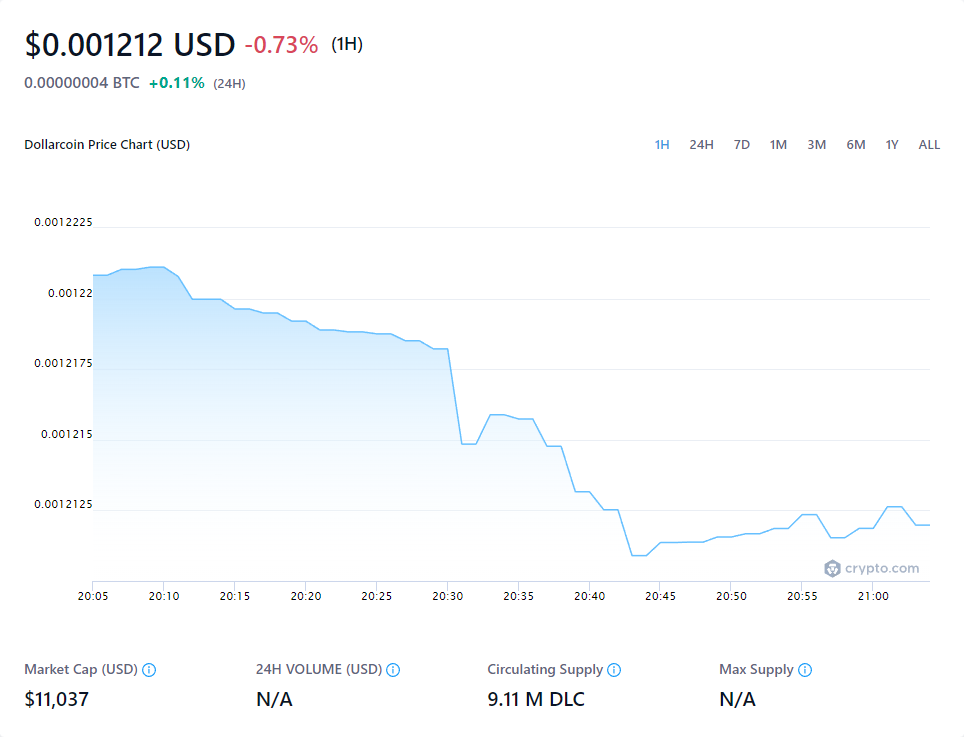 $0.001212 USD -0.73% (1H)
0.00000004 BTC +0.11% (24H)
Dollarcoin Price Chart (USD) 1H 24H 7D 1M 3M 6M 1Y ALL
0.0012225
0.00122
0.0012175
0.001215
0.0012125
crypto.com
20:05 20:10 20:15 20:20 20:25 20:30 20:35 20:40 20:45 20:50 20:55 21:00
Market Cap (USD) 24H VOLUME (USD) Circulating Supply Max Supply
$11,037 N/A 9.11 M DLC N/A